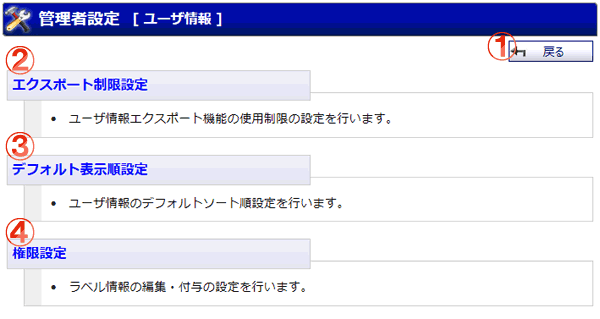 管理者設定 [ ユーザ情報 ]
① 戻る
②
エクスポート制限設定
• ユーザ情報エクスポート機能の使用制限の設定を行います。
③
デフォルト表示順設定
• ユーザ情報のデフォルトソート順設定を行います。
④
権限設定
• ラベル情報の編集・付与の設定を行います。